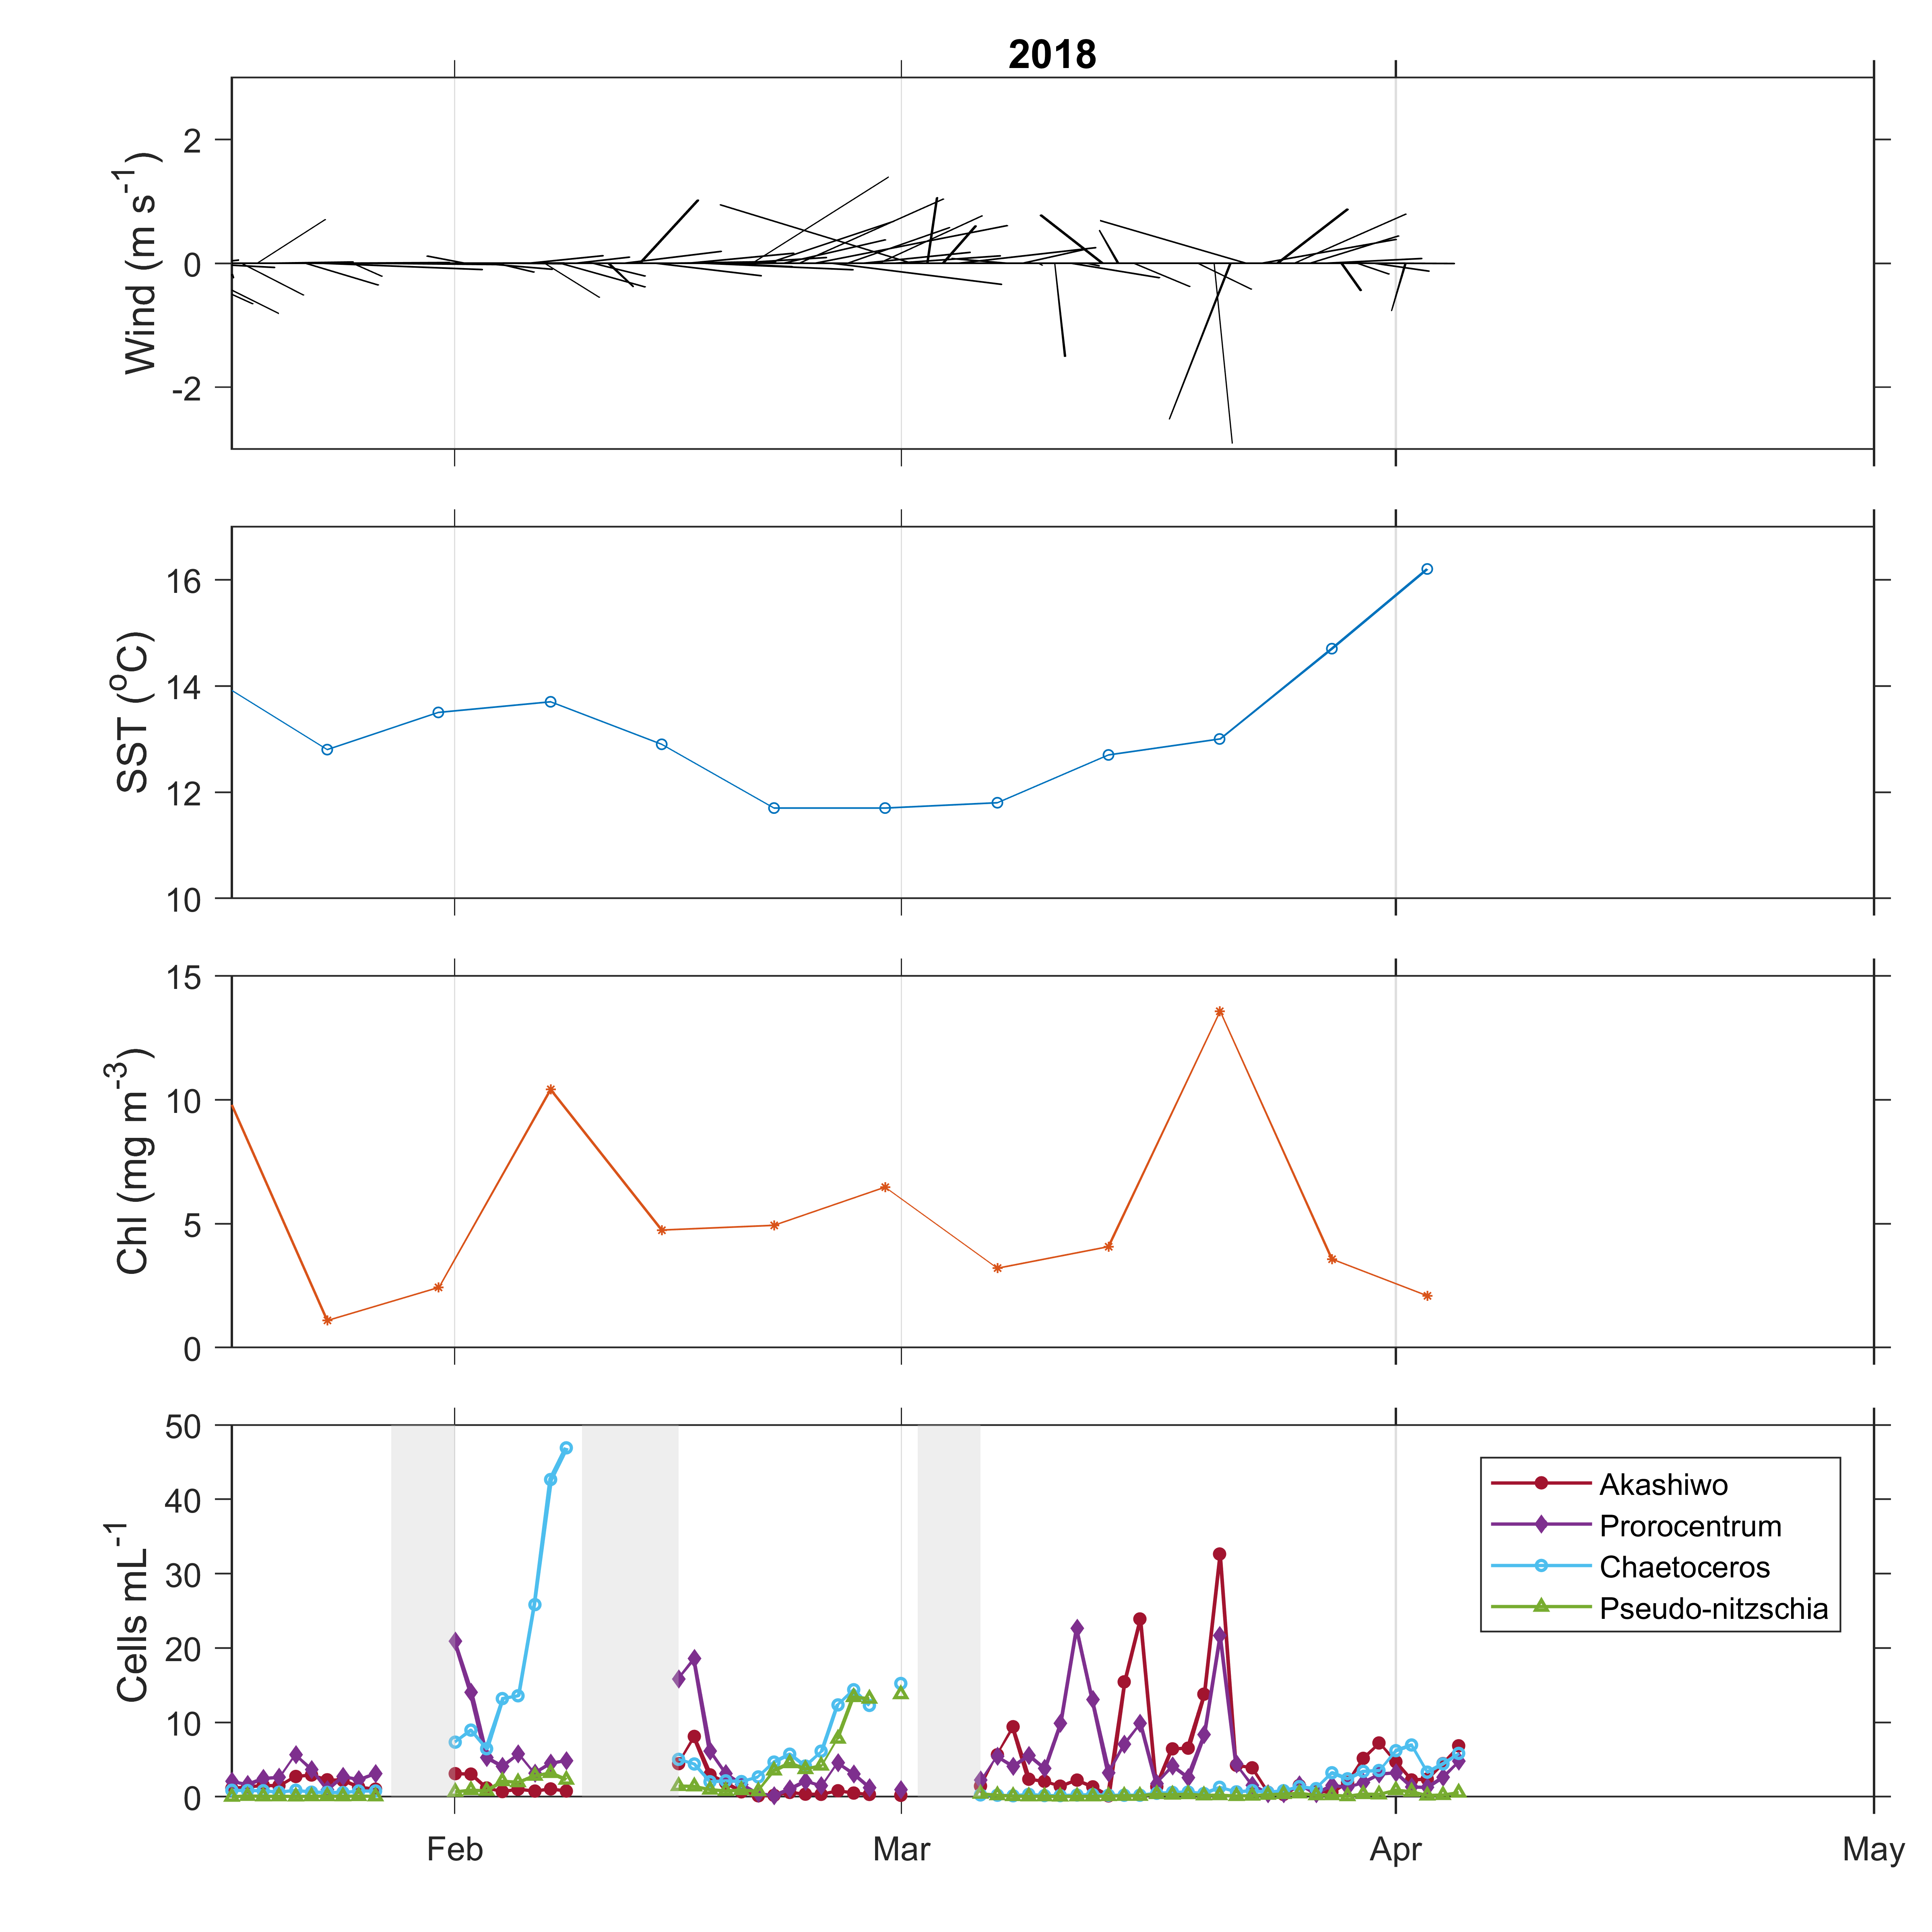 2018
Wind (m s-1)
2
0
-2
SST (oC)
16
14
12
10
Chl (mg m-3)
15
10
5
0
Cells mL-1
50
40
30
20
10
0
Akashiwo
Prorocentrum
Chaetoceros
Pseudo-nitzschia
Feb Mar Apr May